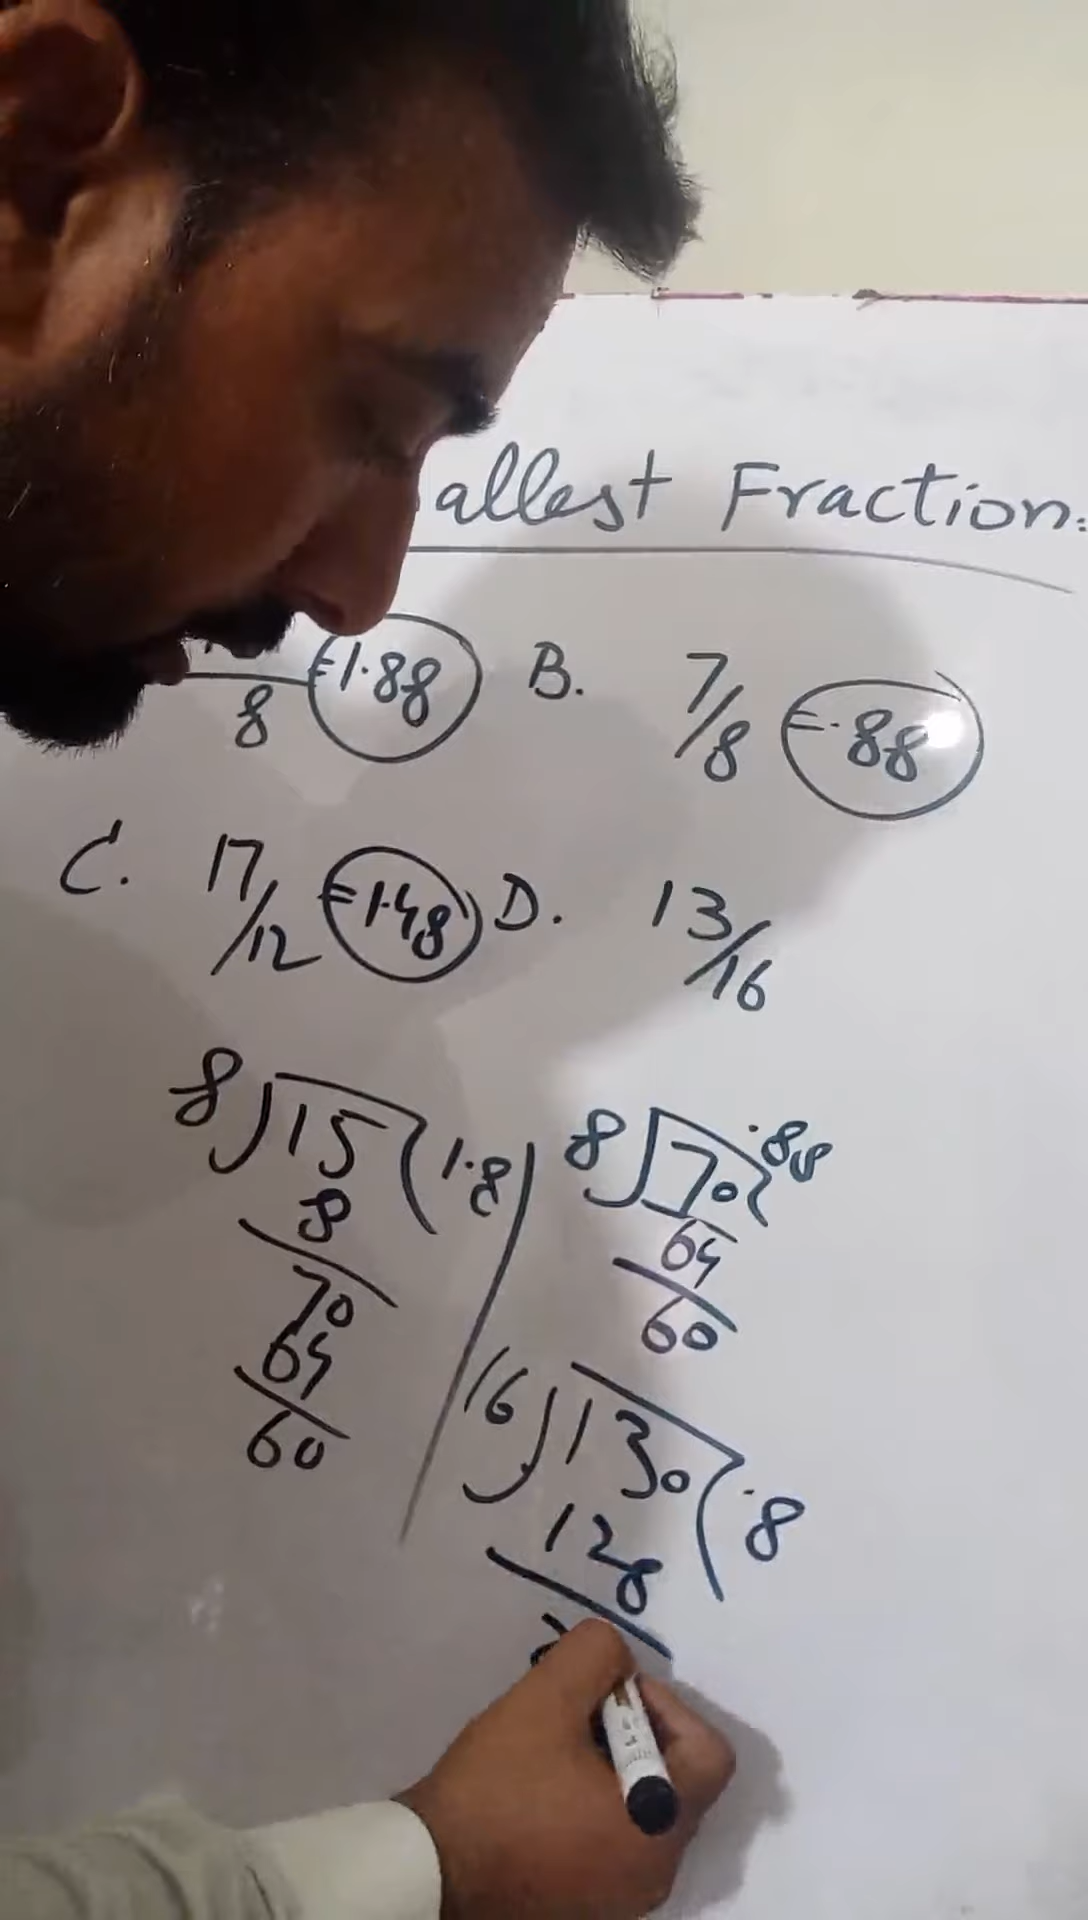 allest Fraction:
8 =1.88 B. 7/8 =.88
C. 17/12 =1.48 D. 13/16
8 15 1.8
8
70
64
60
8 70 .88
64
60
16 130 .8
128